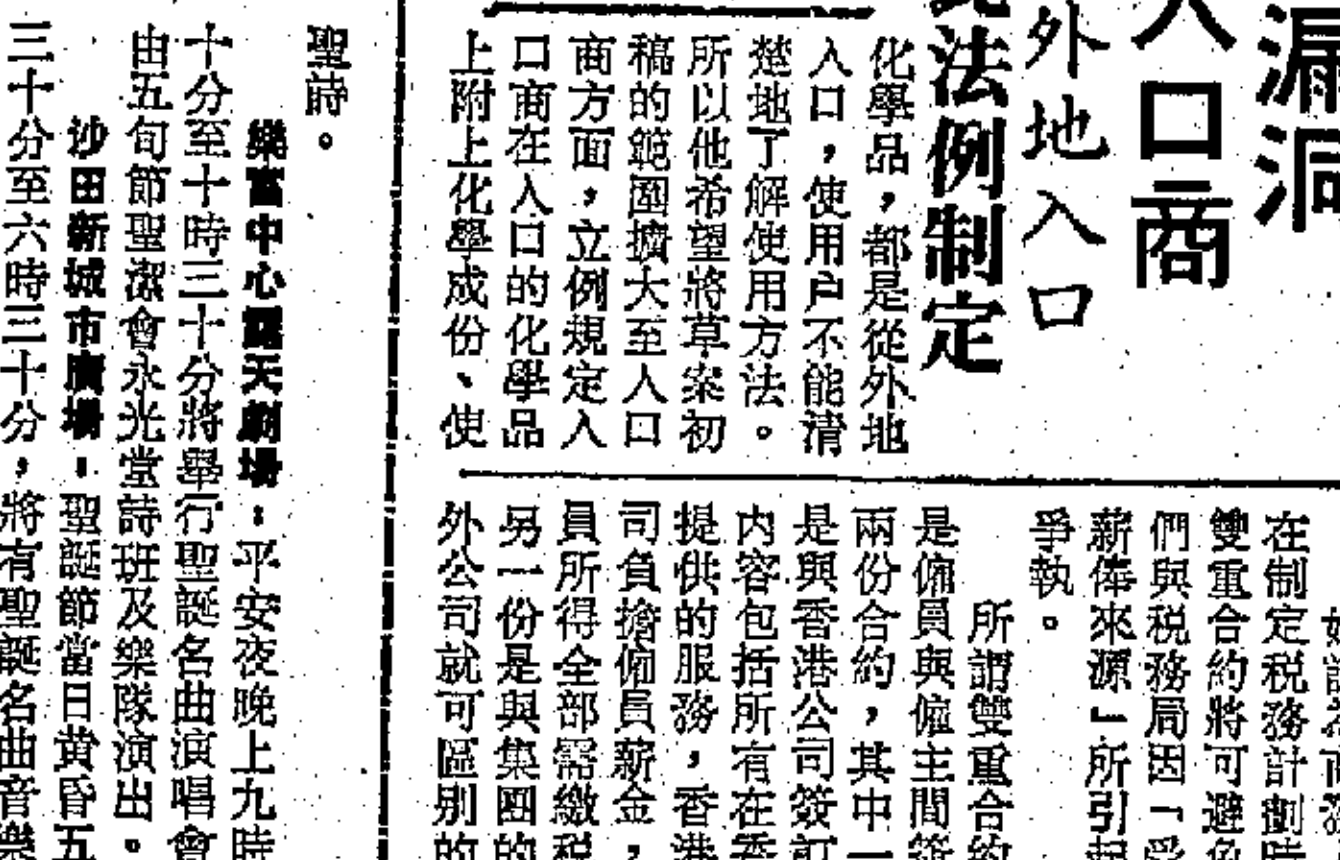 漏洞
入口商
外地入口
法例制定
化學品，都是從外地
入口，使用户不能清
楚地了解使用方法。
所以他希望將草案初
稿的範圍擴大至入口
商方面，立例規定入
口商在入口的化學品
上附上化學成份、使
在制定税務計劃時
雙重合約將可避免
們與税務局因「受
薪俸來源」所引起
爭執。
所謂雙重合約
是僱員與僱主間簽
兩份合約，其中一
是與香港公司簽訂
内容包括所有在香
提供的服務，香港
司負擔僱員薪金，
員所得全部需繳税
另一份是與集團的
外公司就可區别的
聖詩。
樂富中心露天劇場：平安夜晚上九時
十分至十時三十分將舉行聖誕名曲演唱會
由五旬節聖潔會永光堂詩班及樂隊演出。
沙田新城市廣場：聖誕節當日黄昏五
三十分至六時三十分，將有聖誕名曲音樂